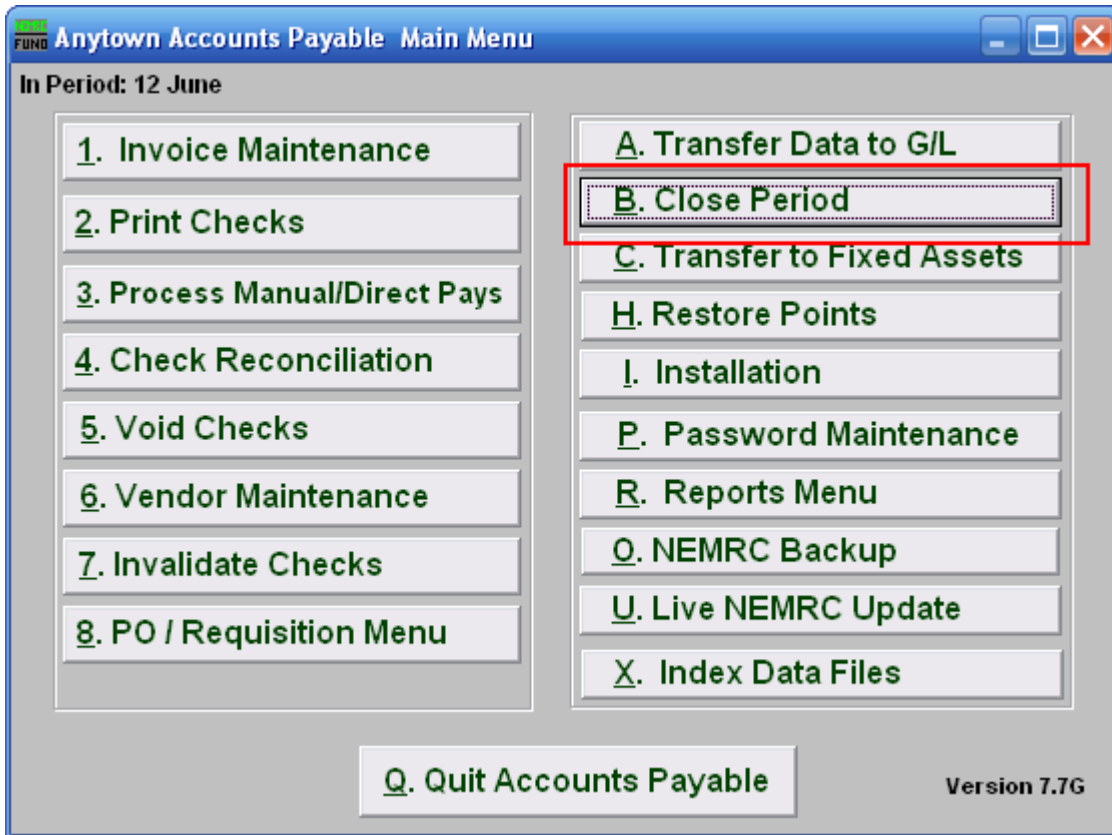 NEMRC
FUND Anytown Accounts Payable Main Menu
In Period: 12 June
1. Invoice Maintenance
2. Print Checks
3. Process Manual/Direct Pays
4. Check Reconciliation
5. Void Checks
6. Vendor Maintenance
7. Invalidate Checks
8. PO / Requisition Menu
A. Transfer Data to G/L
B. Close Period
C. Transfer to Fixed Assets
H. Restore Points
I. Installation
P. Password Maintenance
R. Reports Menu
O. NEMRC Backup
U. Live NEMRC Update
X. Index Data Files
Q. Quit Accounts Payable
Version 7.7G